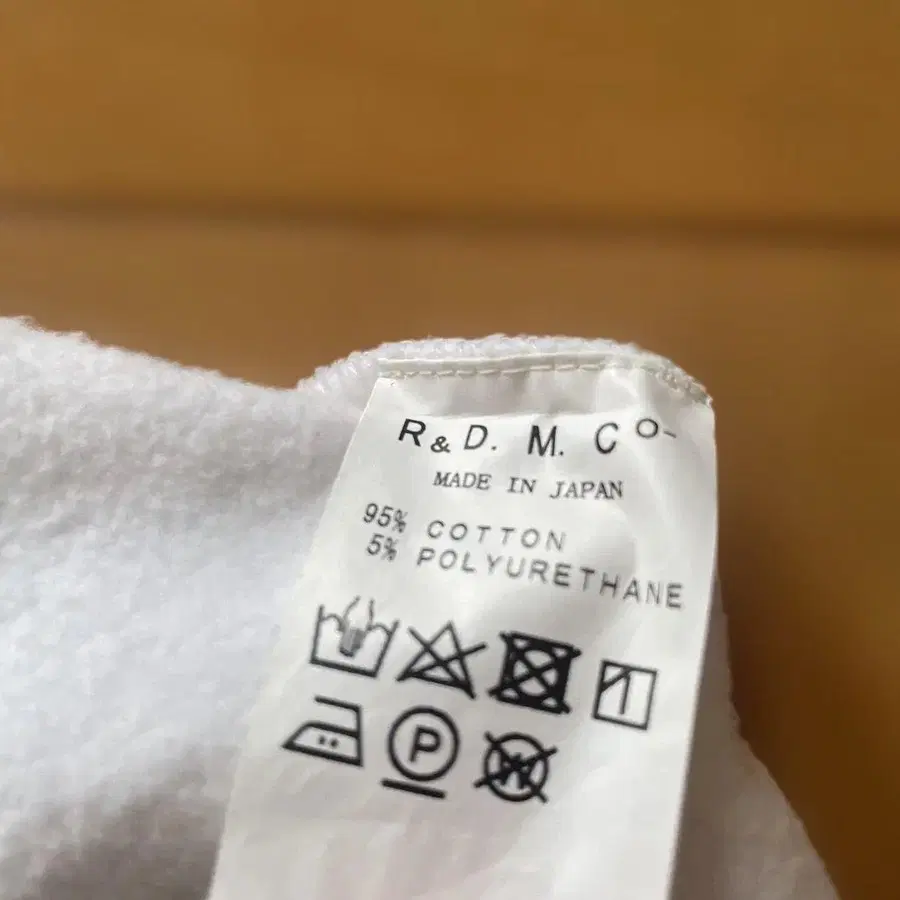 R & D. M. Co-
MADE IN JAPAN
95% COTTON
5% POLYURETHANE
P
W